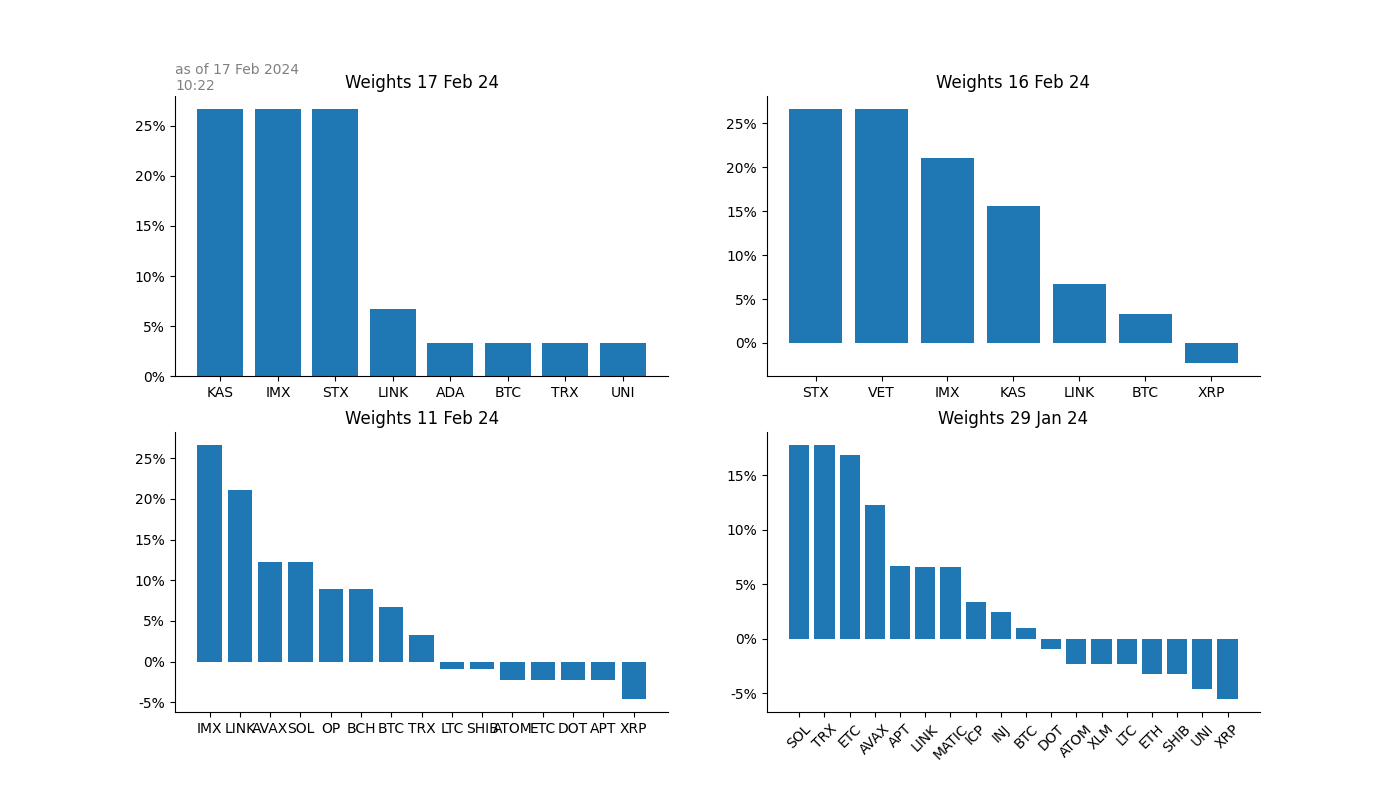 as of 17 Feb 2024
10:22
Weights 17 Feb 24
25%
20%
15%
10%
5%
0%
KAS IMX STX LINK ADA BTC TRX UNI
Weights 16 Feb 24
25%
20%
15%
10%
5%
0%
STX VET IMX KAS LINK BTC XRP
Weights 11 Feb 24
25%
20%
15%
10%
5%
0%
-5%
IMX LINK AVAX SOL OP BCH BTC TRX LTC SHIB ATOM ETC DOT APT XRP
Weights 29 Jan 24
15%
10%
5%
0%
-5%
SOL TRX ETC AVAX APT LINK MATIC ICP INJ BTC DOT ATOM XLM LTC ETH SHIB UNI XRP